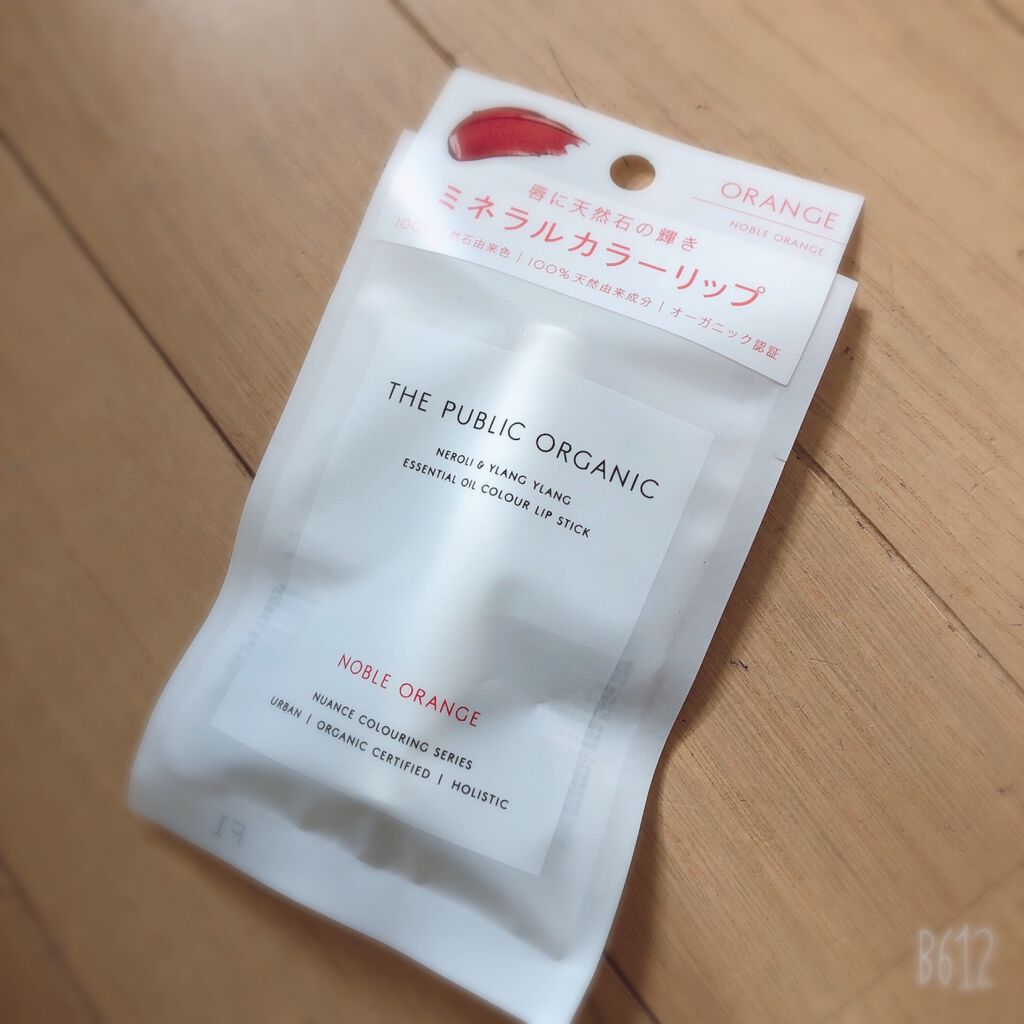 ORANGE
NOBLE ORANGE
唇に天然石の輝き
ミネラルカラーリップ
100%天然石由来色 | 100%天然由来成分 | オーガニック認証
THE PUBLIC ORGANIC
NEROLI & YLANG YLANG
ESSENTIAL OIL COLOUR LIP STICK
NOBLE ORANGE
NUANCE COLOURING SERIES
URBAN | ORGANIC CERTIFIED | HOLISTIC
F1
B612